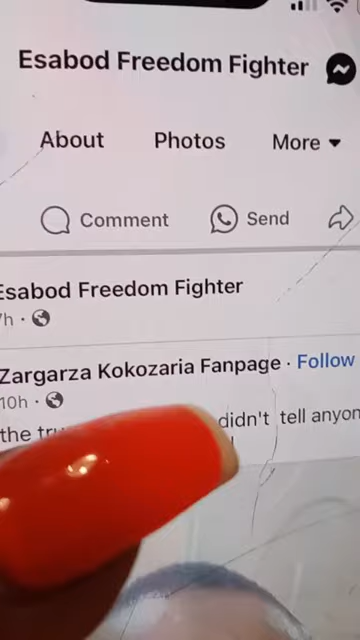 Esabod Freedom Fighter
About Photos More
Comment Send
Esabod Freedom Fighter
7h ·
Zargarza Kokozaria Fanpage · Follow
10h ·
the didn't tell